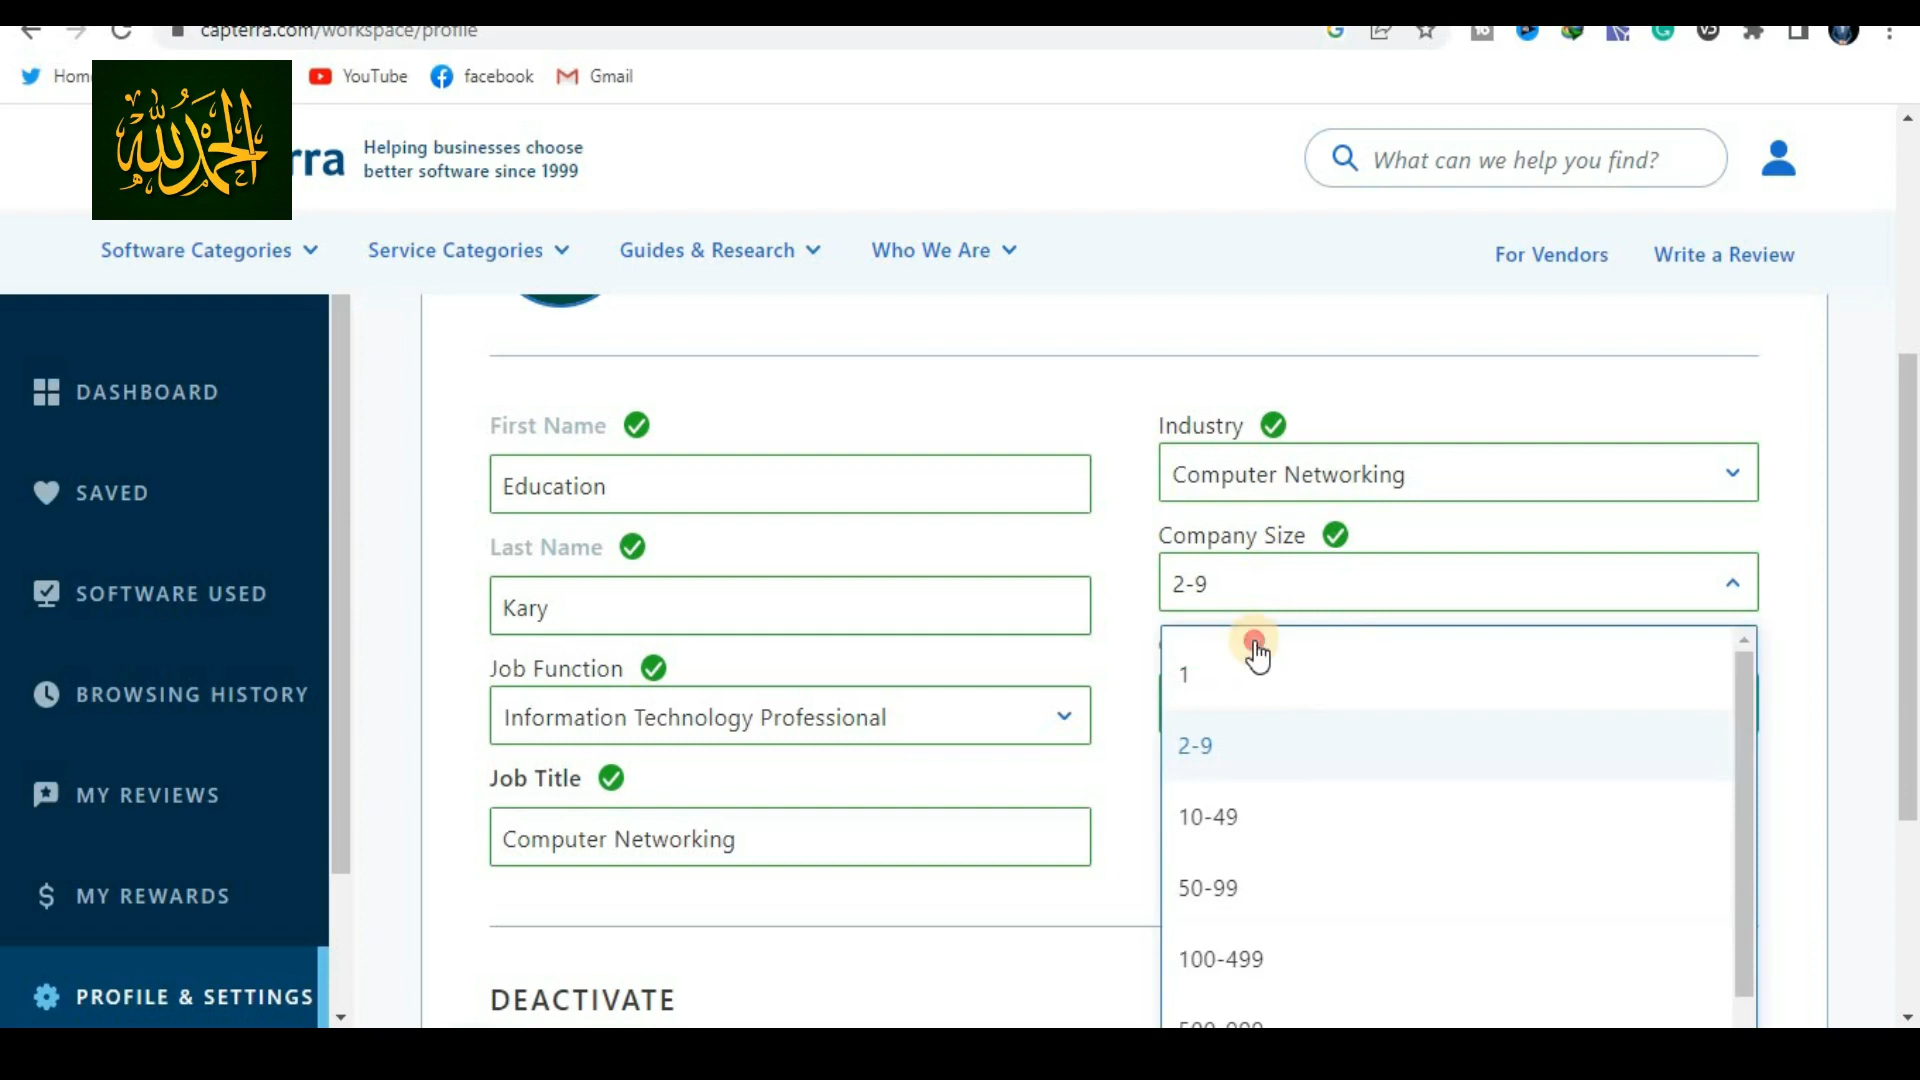 capterra.com/workspace/profile
YouTube
facebook
Gmail
الحمد لله
rra
Helping businesses choose
better software since 1999
What can we help you find?
Software Categories
Service Categories
Guides & Research
Who We Are
For Vendors
Write a Review
DASHBOARD
SAVED
SOFTWARE USED
BROWSING HISTORY
MY REVIEWS
MY REWARDS
PROFILE & SETTINGS
First Name
Education
Last Name
Kary
Job Function
Information Technology Professional
Job Title
Computer Networking
DEACTIVATE
Industry
Computer Networking
Company Size
2-9
1
2-9
10-49
50-99
100-499